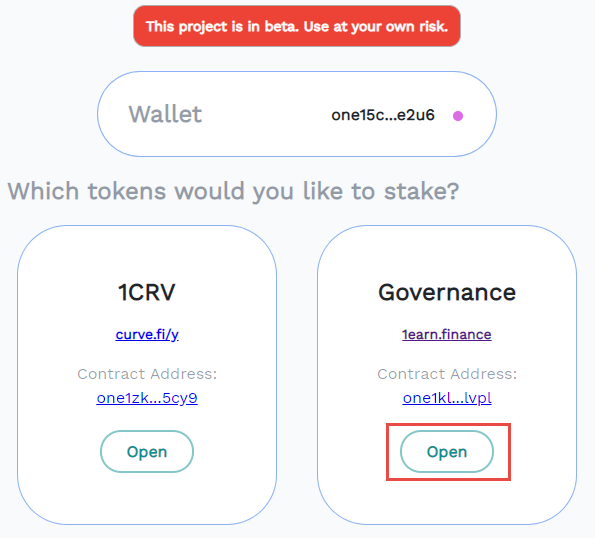 This project is in beta. Use at your own risk.
Wallet one15c...e2u6
Which tokens would you like to stake?
1CRV
curve.fi/y
Contract Address:
one1zk...5cy9
Open
Governance
1earn.finance
Contract Address:
one1kl...lvpl
Open